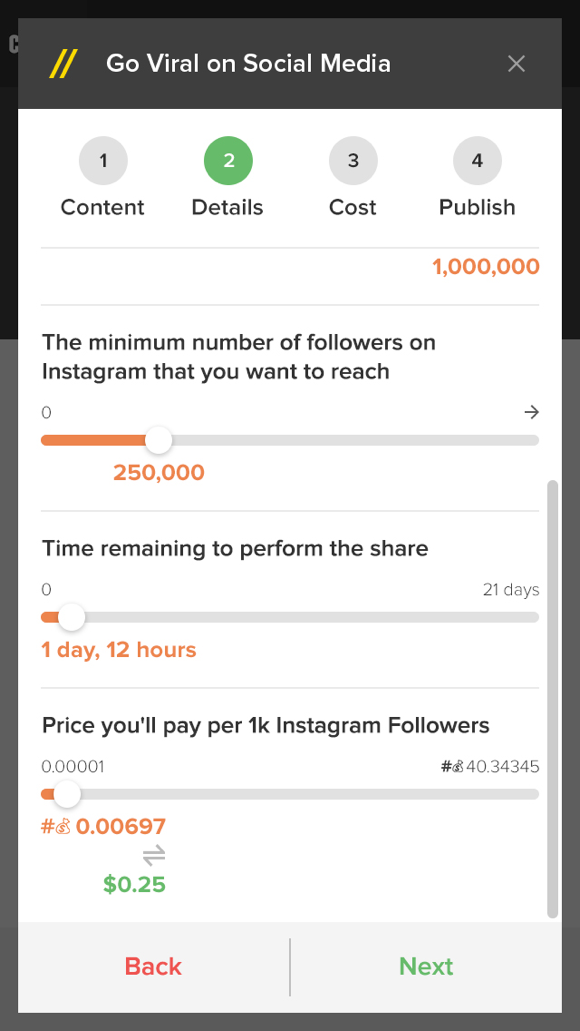 Go Viral on Social Media
1 2 3 4
Content Details Cost Publish
1,000,000
The minimum number of followers on
Instagram that you want to reach
0 →
250,000
Time remaining to perform the share
0 21 days
1 day, 12 hours
Price you'll pay per 1k Instagram Followers
0.00001 #💰40.34345
#💰 0.00697
⇌
$0.25
Back Next